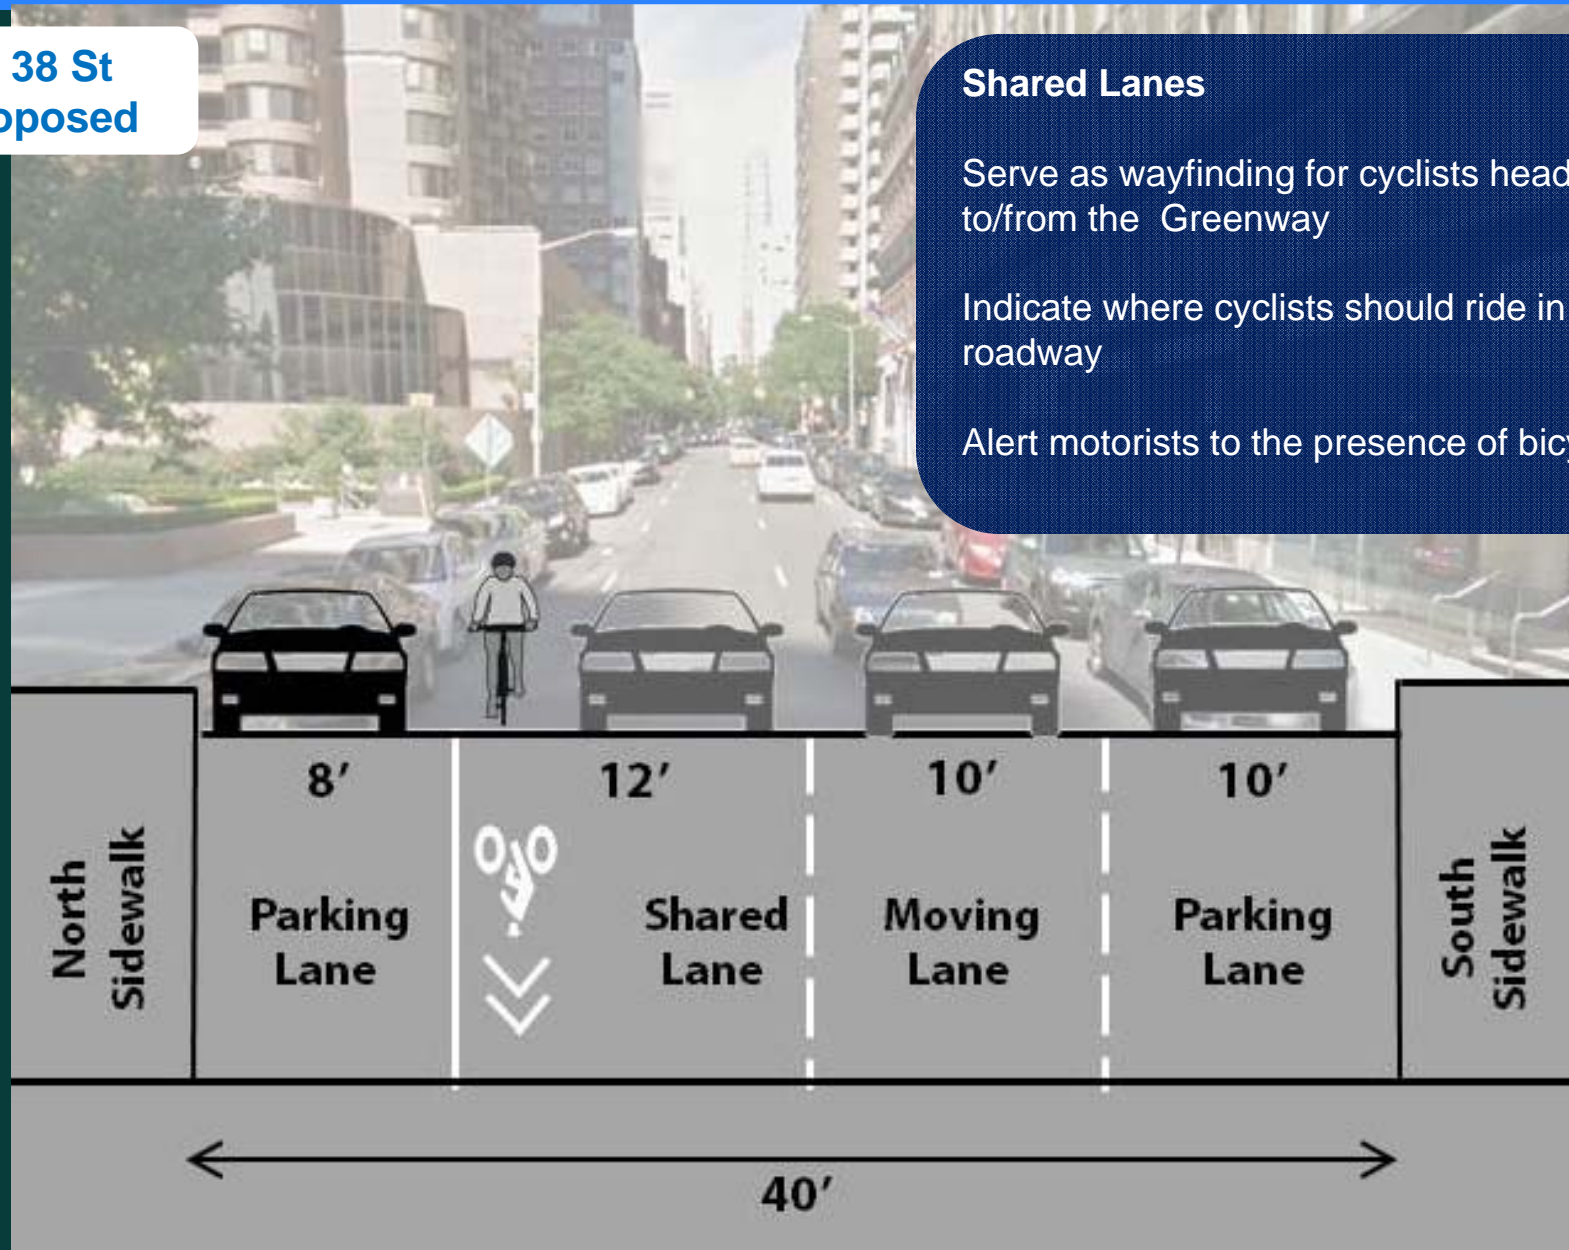 38 St
oposed
Shared Lanes
Serve as wayfinding for cyclists head
to/from the Greenway
Indicate where cyclists should ride in
roadway
Alert motorists to the presence of bicy
8′
12′
10′
10′
North
Sidewalk
Parking
Lane
Shared
Lane
Moving
Lane
Parking
Lane
South
Sidewalk
40′